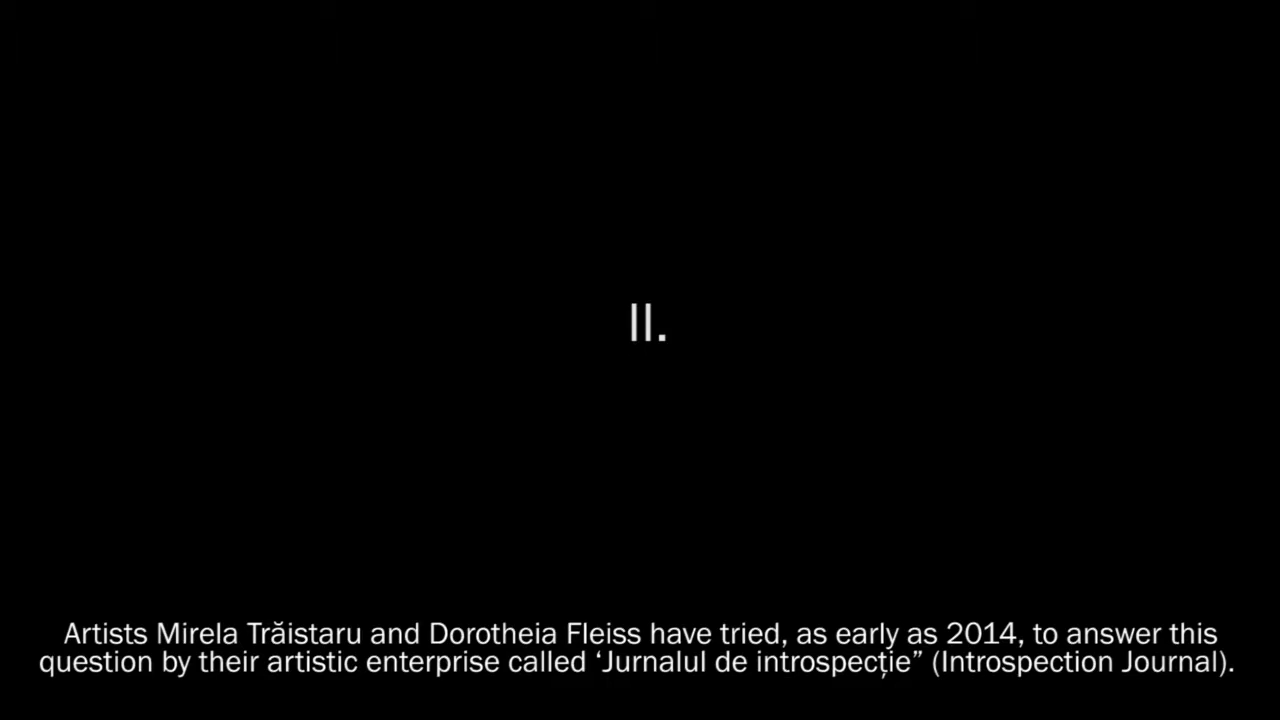 II.
Artists Mirela Trăistaru and Dorotheia Fleiss have tried, as early as 2014, to answer this
question by their artistic enterprise called ‘Jurnalul de introspecție” (Introspection Journal).